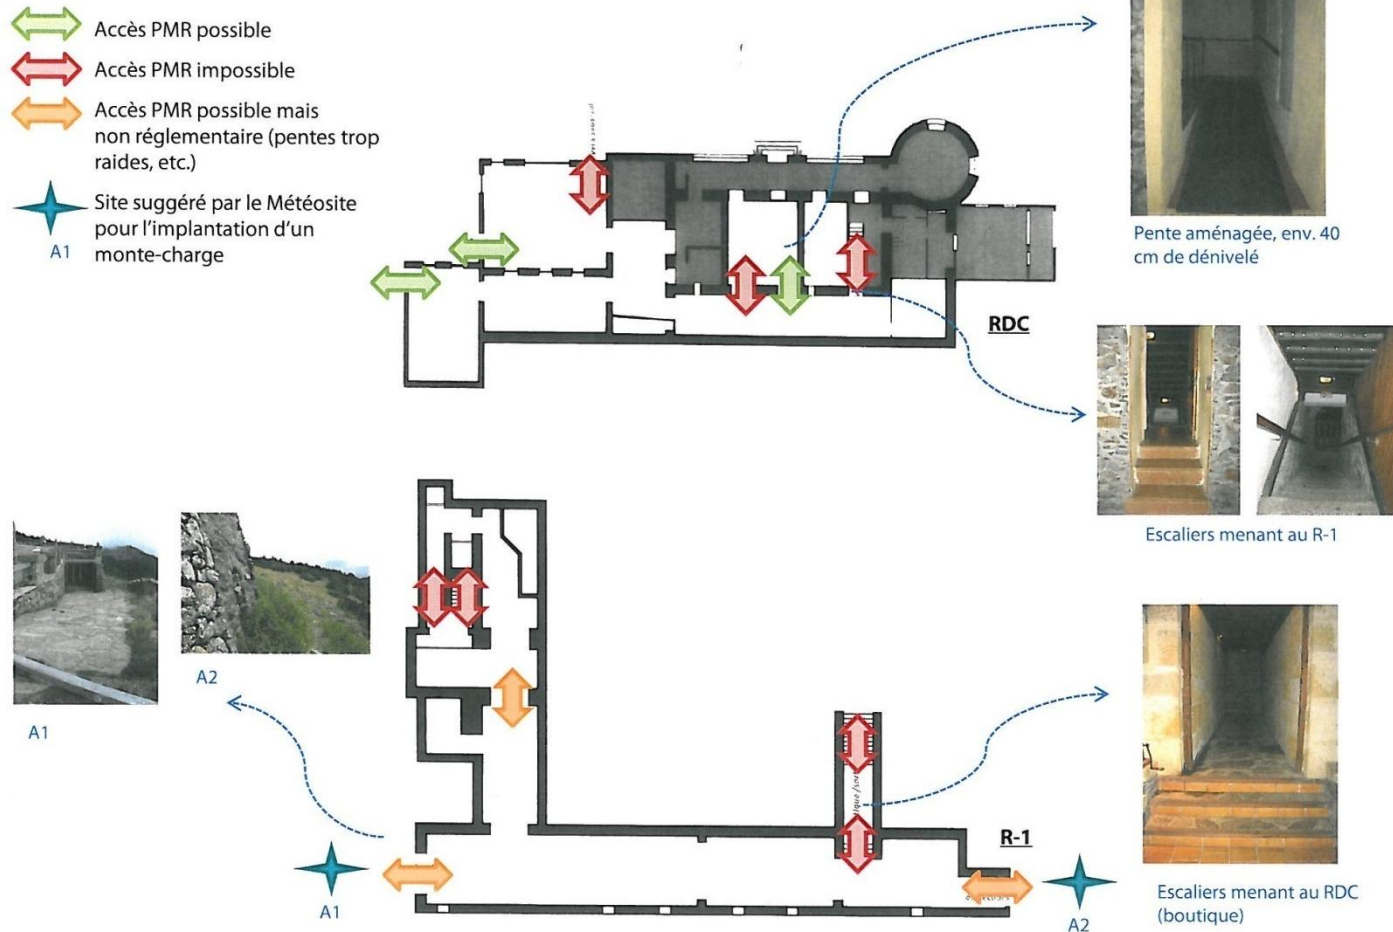 Accès PMR possible
Accès PMR impossible
Accès PMR possible mais
non réglementaire (pentes trop
raides, etc.)
Site suggéré par le Météosite
pour l'implantation d'un
monte-charge
A1
Pente aménagée, env. 40
cm de dénivelé
RDC
Escaliers menant au R-1
A1
A2
R-1
A1
A2
Escaliers menant au RDC
(boutique)